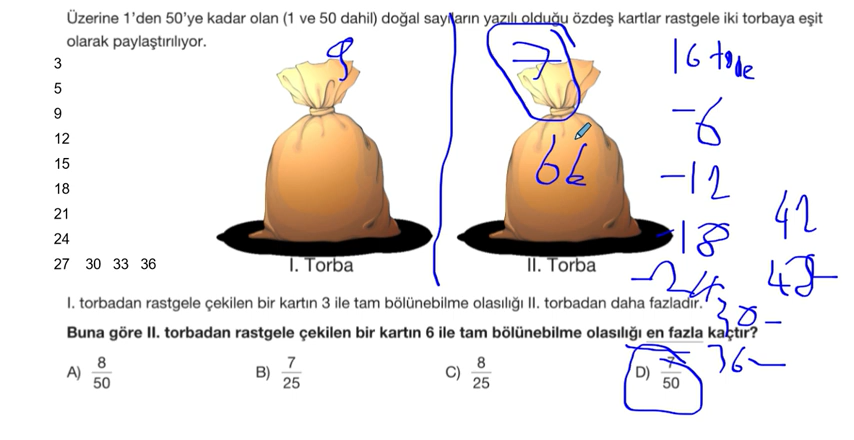 Üzerine 1'den 50'ye kadar olan (1 ve 50 dahil) doğal sayıların yazılı olduğu özdeş kartlar rastgele iki torbaya eşit
olarak paylaştırılıyor.
3
5
9
12
15
18
21
24
27 30 33 36
9
7
6k
16 tane
-6
-12
-18
-24
30 -
36 -
42
48 -
I. Torba
II. Torba
I. torbadan rastgele çekilen bir kartın 3 ile tam bölünebilme olasılığı II. torbadan daha fazladır.
Buna göre II. torbadan rastgele çekilen bir kartın 6 ile tam bölünebilme olasılığı en fazla kaçtır?
A) 8/50 B) 7/25 C) 8/25 D) 7/50